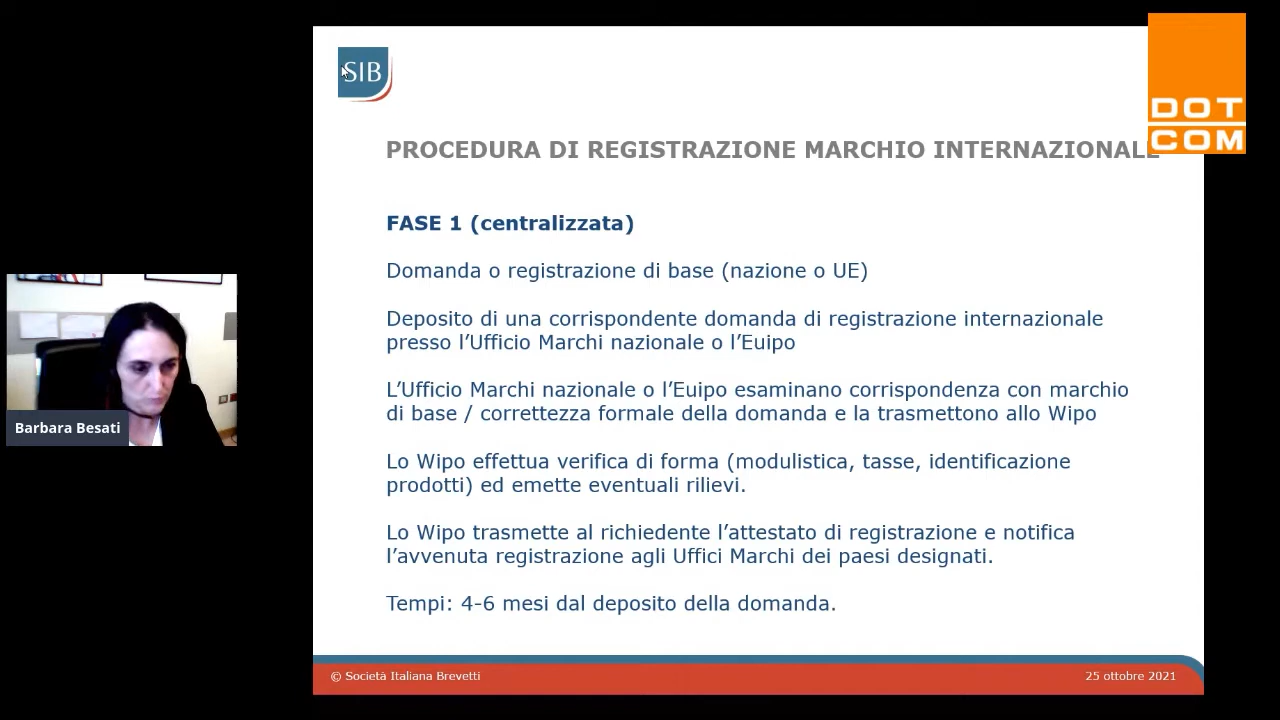 SIB
DOT
COM
PROCEDURA DI REGISTRAZIONE MARCHIO INTERNAZIONALE
FASE 1 (centralizzata)
Domanda o registrazione di base (nazione o UE)
Deposito di una corrispondente domanda di registrazione internazionale
presso l’Ufficio Marchi nazionale o l’Euipo
L’Ufficio Marchi nazionale o l’Euipo esaminano corrispondenza con marchio
di base / correttezza formale della domanda e la trasmettono allo Wipo
Lo Wipo effettua verifica di forma (modulistica, tasse, identificazione
prodotti) ed emette eventuali rilievi.
Lo Wipo trasmette al richiedente l’attestato di registrazione e notifica
l’avvenuta registrazione agli Uffici Marchi dei paesi designati.
Tempi: 4-6 mesi dal deposito della domanda.
Barbara Besati
© Società Italiana Brevetti
25 ottobre 2021